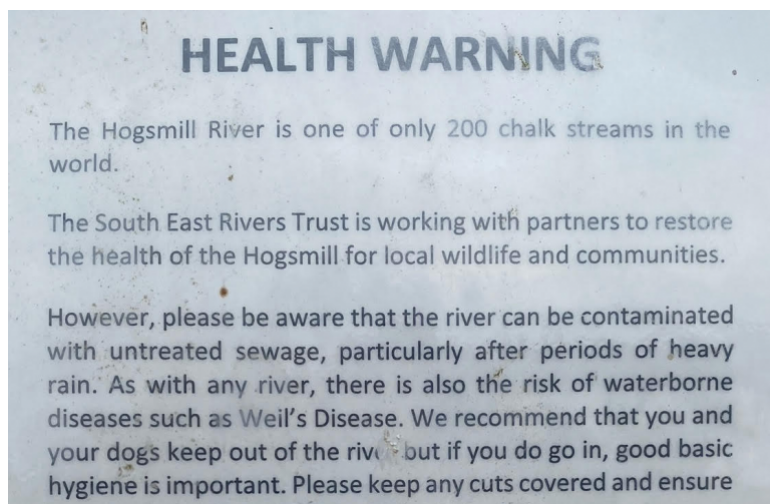 HEALTH WARNING
The Hogsmill River is one of only 200 chalk streams in the
world.
The South East Rivers Trust is working with partners to restore
the health of the Hogsmill for local wildlife and communities.
However, please be aware that the river can be contaminated
with untreated sewage, particularly after periods of heavy
rain. As with any river, there is also the risk of waterborne
diseases such as Weil's Disease. We recommend that you and
your dogs keep out of the river but if you do go in, good basic
hygiene is important. Please keep any cuts covered and ensure